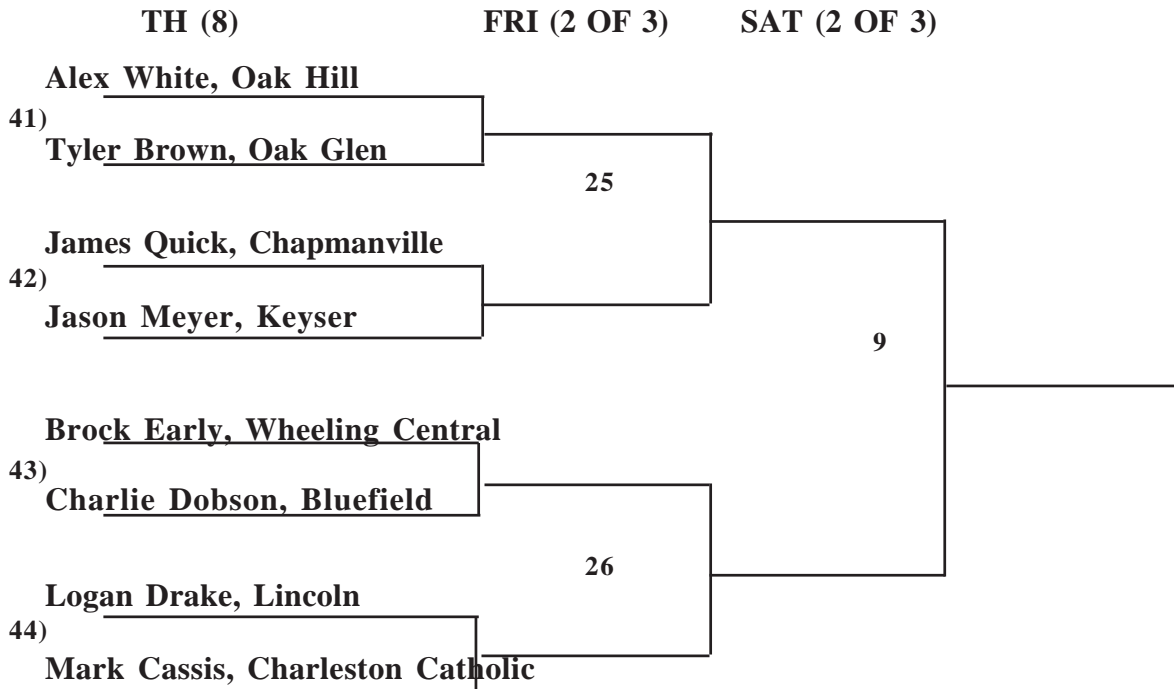 TH (8) FRI (2 OF 3) SAT (2 OF 3)
Alex White, Oak Hill
41)
Tyler Brown, Oak Glen
25
James Quick, Chapmanville
42)
Jason Meyer, Keyser
9
Brock Early, Wheeling Central
43)
Charlie Dobson, Bluefield
26
Logan Drake, Lincoln
44)
Mark Cassis, Charleston Catholic